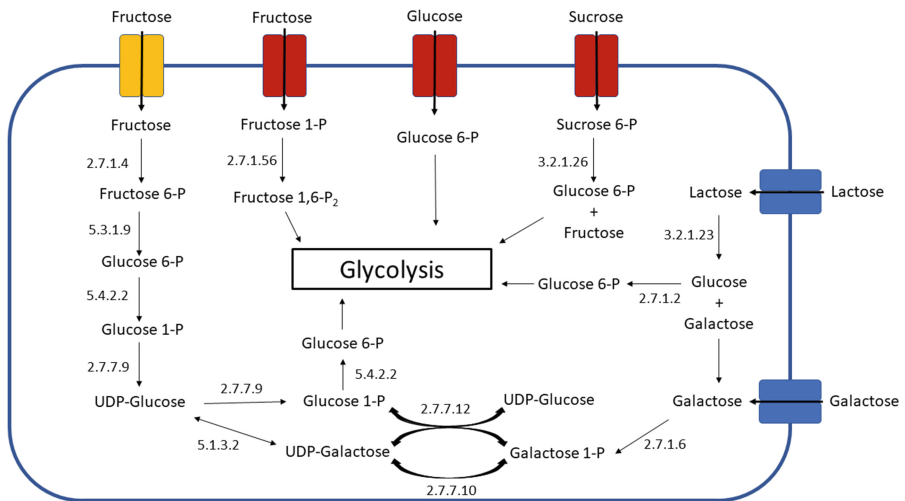 Fructose
Fructose
Glucose
Sucrose
Fructose
Fructose 1-P
Glucose 6-P
Sucrose 6-P
2.7.1.4
2.7.1.56
3.2.1.26
Fructose 6-P
Fructose 1,6-P₂
Glucose 6-P
+
Fructose
Lactose
Lactose
5.3.1.9
3.2.1.23
Glucose 6-P
Glycolysis
Glucose 6-P
2.7.1.2
Glucose
+
Galactose
5.4.2.2
Glucose 1-P
Glucose 6-P
2.7.7.9
5.4.2.2
UDP-Glucose
2.7.7.9
Glucose 1-P
2.7.7.12
UDP-Glucose
Galactose
Galactose
5.1.3.2
UDP-Galactose
Galactose 1-P
2.7.1.6
2.7.7.10